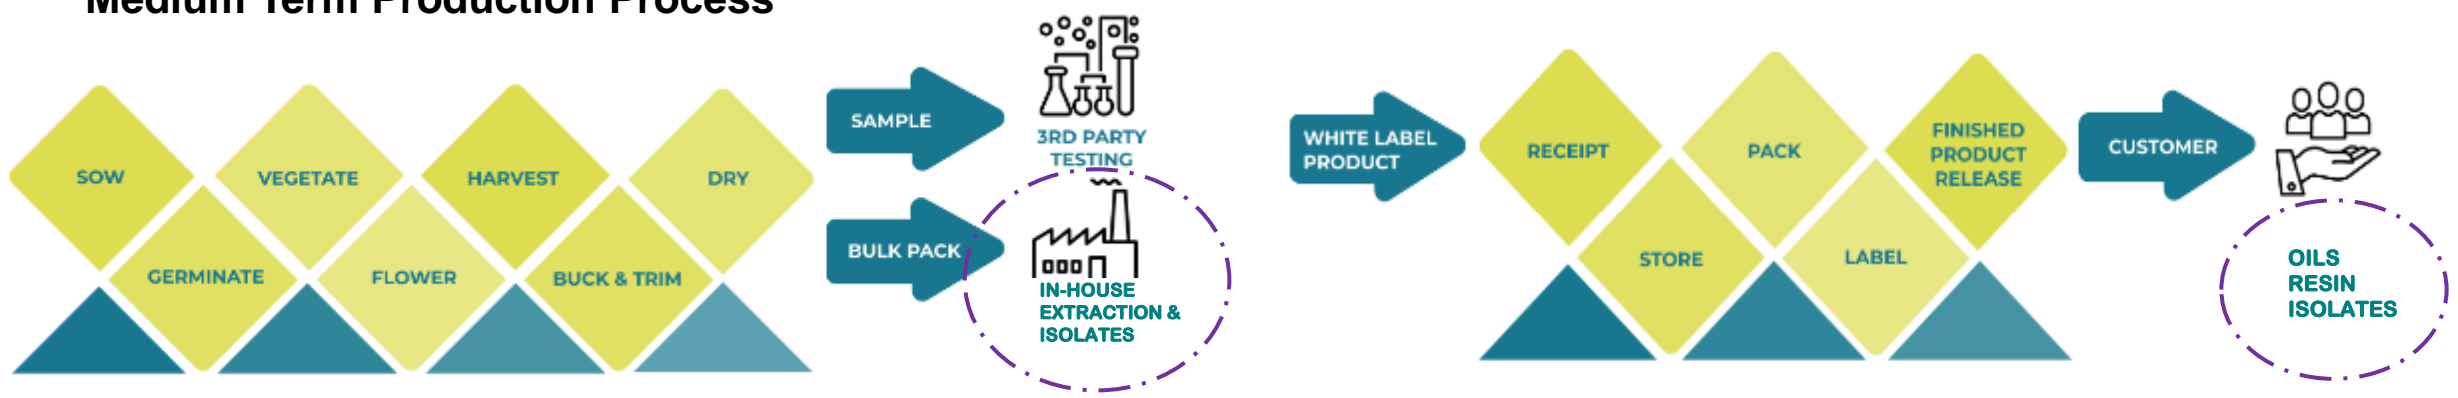 Medium Term Production Process
SOW
GERMINATE
VEGETATE
FLOWER
HARVEST
BUCK & TRIM
DRY
SAMPLE
3RD PARTY
TESTING
BULK PACK
IN-HOUSE
EXTRACTION &
ISOLATES
WHITE LABEL
PRODUCT
RECEIPT
STORE
PACK
LABEL
FINISHED
PRODUCT
RELEASE
CUSTOMER
OILS
RESIN
ISOLATES